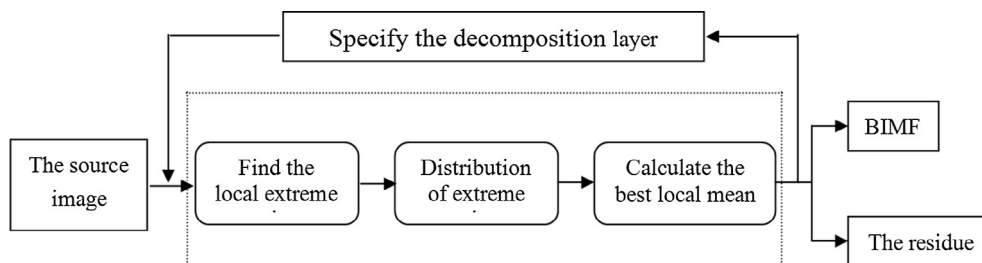 Specify the decomposition layer
The source
image
Find the
local extreme
.
Distribution
of extreme
.
Calculate the
best local mean
BIMF
The residue